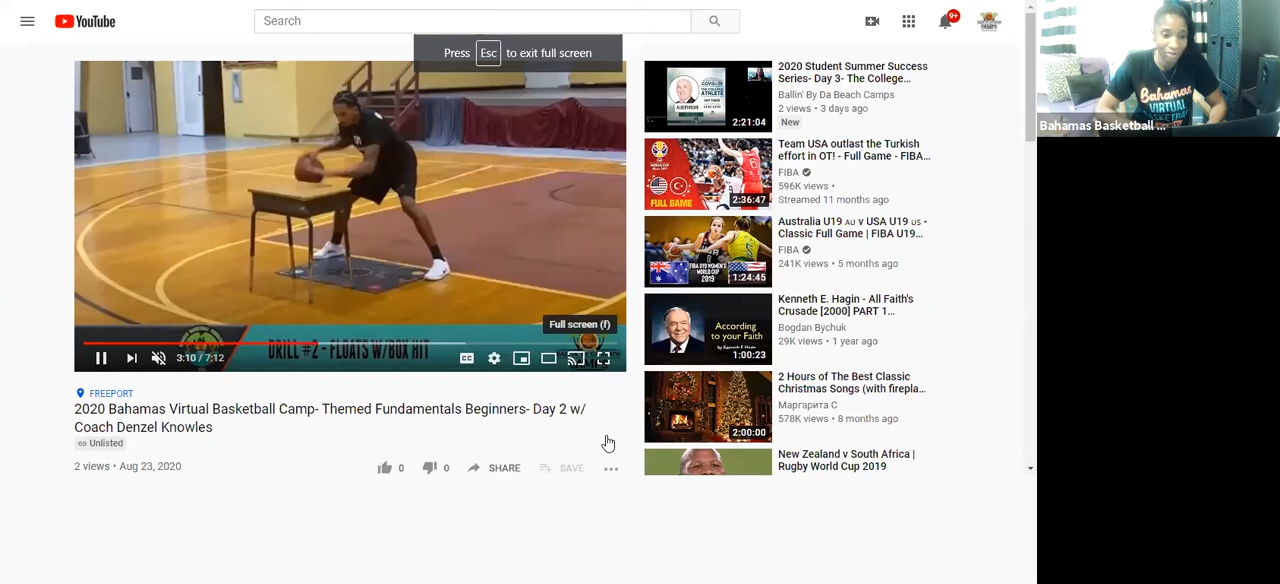 YouTube
Search
9+
Press Esc to exit full screen
Full screen (f)
DRILL #2 - FLOATS W/BOX HIT
3:10 / 7:12
CC
FREEPORT
2020 Bahamas Virtual Basketball Camp- Themed Fundamentals Beginners- Day 2 w/
Coach Denzel Knowles
Unlisted
2 views • Aug 23, 2020
0
0
SHARE
SAVE
2:21:04
2020 Student Summer Success
Series- Day 3- The College...
Ballin' By Da Beach Camps
2 views • 3 days ago
New
FULL GAME
2:36:47
Team USA outlast the Turkish
effort in OT! - Full Game - FIBA...
FIBA
596K views •
Streamed 11 months ago
1:24:45
Australia U19 AU v USA U19 US -
Classic Full Game | FIBA U19...
FIBA
241K views • 5 months ago
According
to your Faith
1:00:23
Kenneth E. Hagin - All Faith's
Crusade [2000] PART 1...
Bogdan Bychuk
29K views • 1 year ago
2:00:00
2 Hours of The Best Classic
Christmas Songs (with firepla...
Маргарита С
578K views • 8 months ago
New Zealand v South Africa |
Rugby World Cup 2019
Bahamas
VIRTUAL
Bahamas Basketball ...